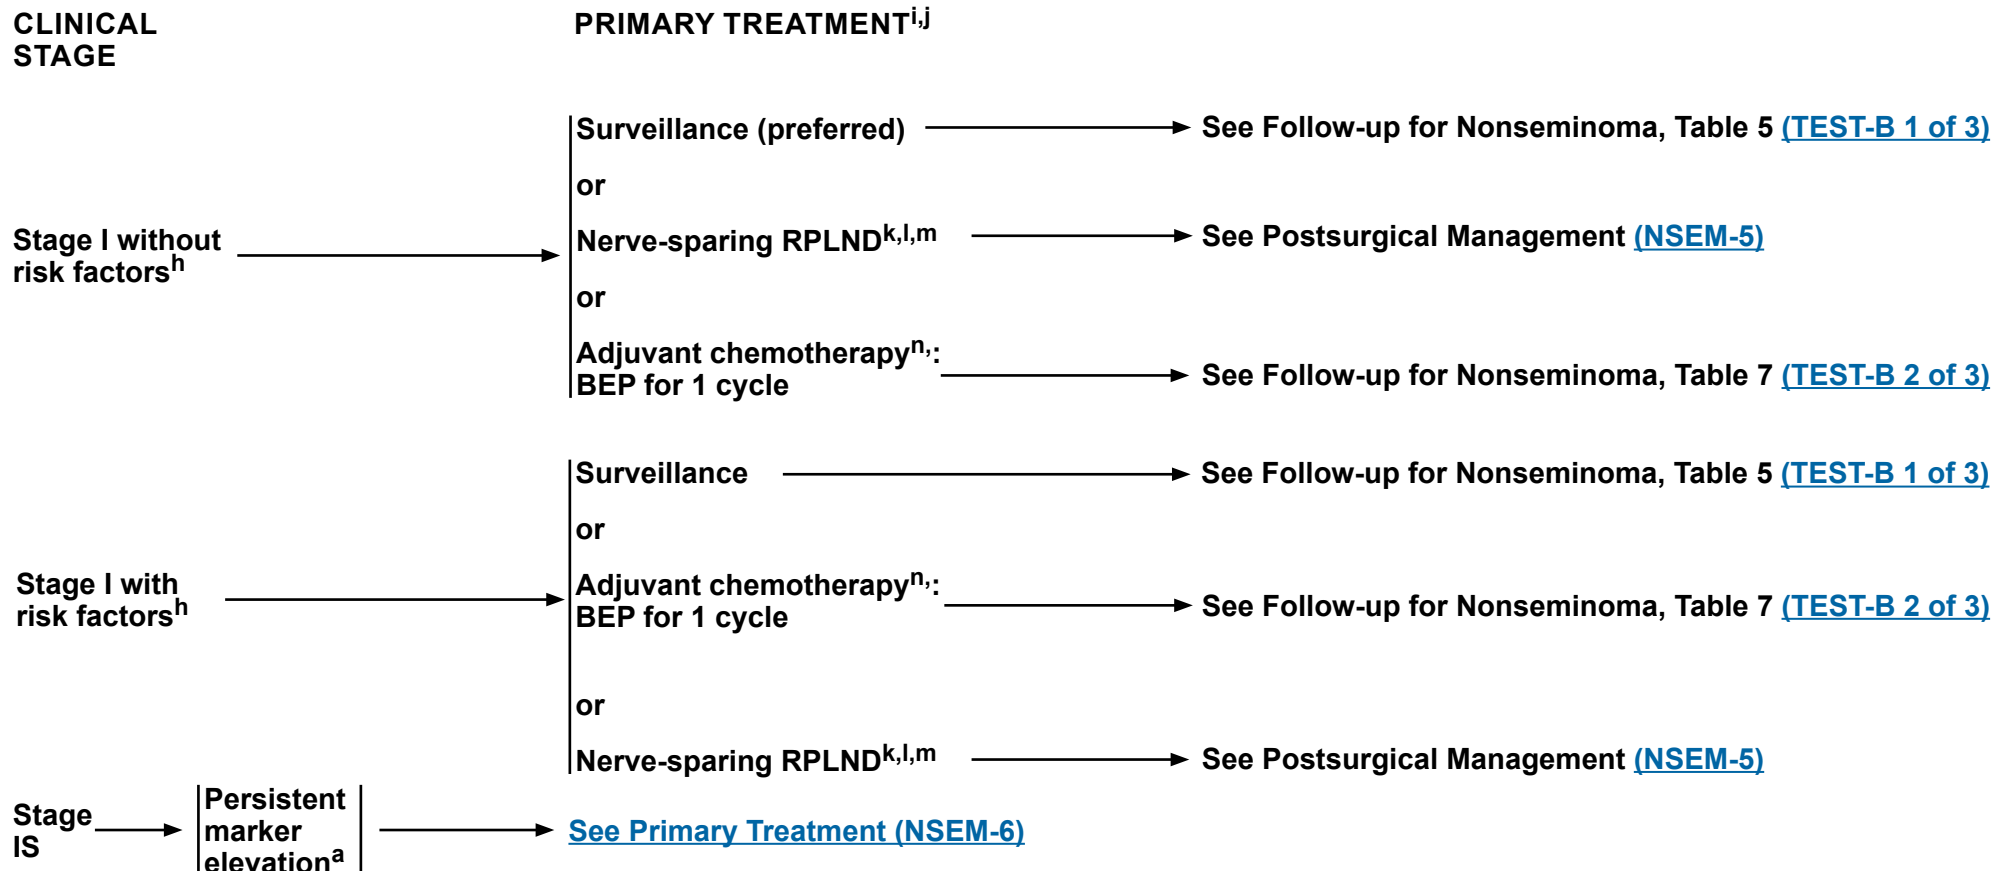 CLINICAL
STAGE
PRIMARY TREATMENTi,j
Stage I without
risk factorsh
Surveillance (preferred)
See Follow-up for Nonseminoma, Table 5 (TEST-B 1 of 3)
or
Nerve-sparing RPLNDk,l,m
See Postsurgical Management (NSEM-5)
or
Adjuvant chemotherapyn,:
BEP for 1 cycle
See Follow-up for Nonseminoma, Table 7 (TEST-B 2 of 3)
Stage I with
risk factorsh
Surveillance
See Follow-up for Nonseminoma, Table 5 (TEST-B 1 of 3)
or
Adjuvant chemotherapyn,:
BEP for 1 cycle
See Follow-up for Nonseminoma, Table 7 (TEST-B 2 of 3)
or
Nerve-sparing RPLNDk,l,m
See Postsurgical Management (NSEM-5)
Stage
IS
Persistent
marker
elevationa
See Primary Treatment (NSEM-6)